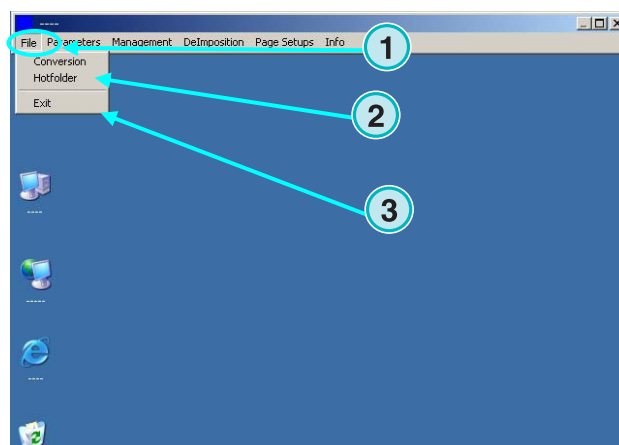 ----
File Parameters Management DeImposition Page Setups Info
Conversion
Hotfolder
Exit
1
2
3
----
-----
----